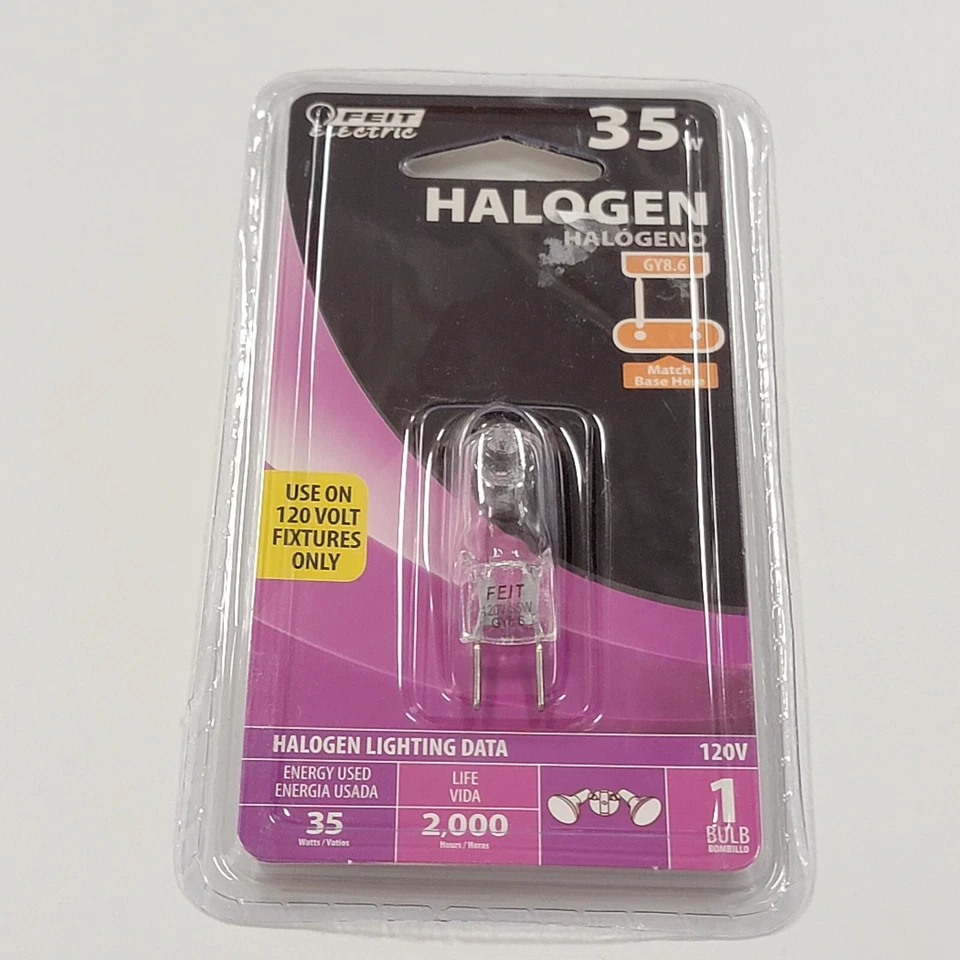 FEIT
electric
35w
HALOGEN
HALÓGENO
GY8.6
Match
Base Here
USE ON
120 VOLT
FIXTURES
ONLY
FEIT
120V 35W
GY8.6
HALOGEN LIGHTING DATA
120V
ENERGY USED
ENERGIA USADA
35
Watts / Vatios
LIFE
VIDA
2,000
Hours / Horas
1
BULB
BOMBILLO